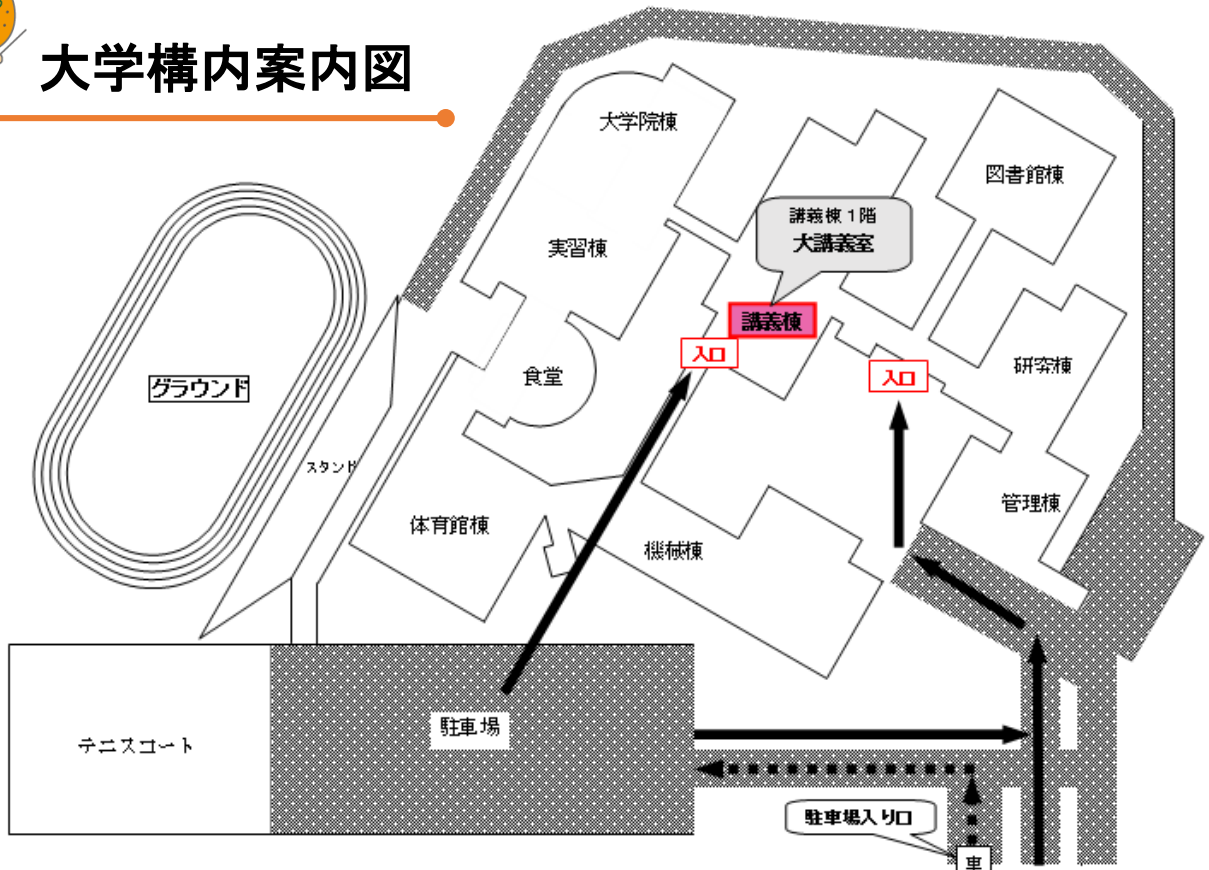 大学構内案内図
大学院棟
図書館棟
講義棟１階
大講義室
実習棟
講義棟
入口
研究棟
入口
食堂
グラウンド
スタンド
管理棟
体育館棟
機械棟
駐車場
テニスコート
駐車場入り口
車